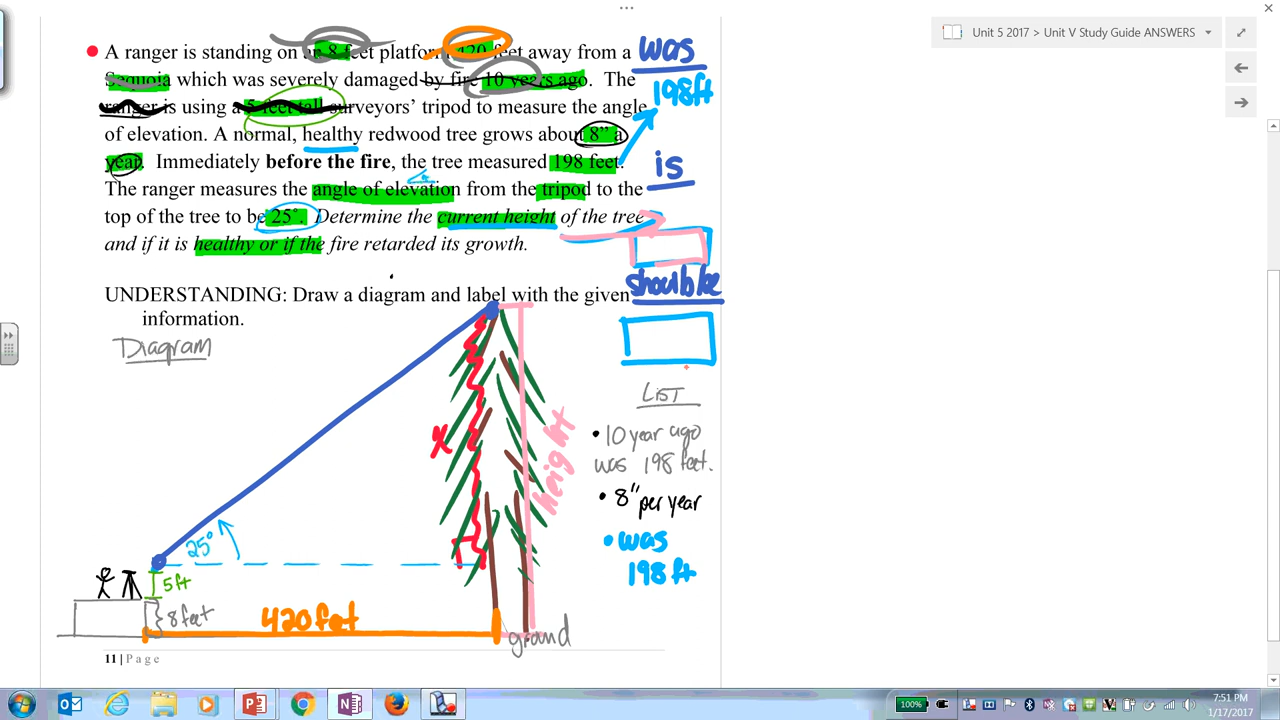 Unit 5 2017 > Unit V Study Guide ANSWERS
A ranger is standing on an 8 feet platform 420 feet away from a
Sequoia which was severely damaged by fire 10 years ago. The
ranger is using a 5 feet tall surveyors' tripod to measure the angle
of elevation. A normal, healthy redwood tree grows about 8” a
year. Immediately before the fire, the tree measured 198 feet.
The ranger measures the angle of elevation from the tripod to the
top of the tree to be 25˚. Determine the current height of the tree
and if it is healthy or if the fire retarded its growth.
was
198ft
is
should be
UNDERSTANDING: Draw a diagram and label with the given
information.
Diagram
x
height
25°
5ft
8 feet
420 feet
ground
LIST
• 10 year ago
was 198 feet.
• 8" per year
• was
198 ft
11 | Page
100%
7:51 PM
1/17/2017